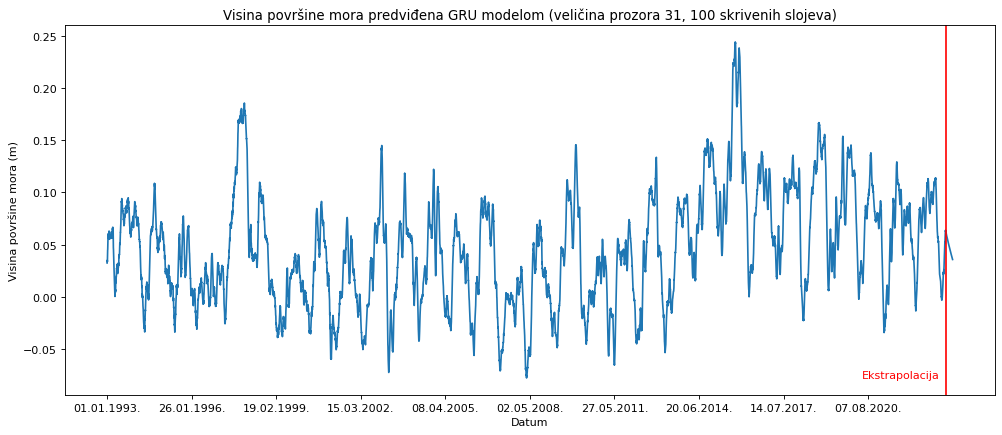 Visina površine mora predviđena GRU modelom (veličina prozora 31, 100 skrivenih slojeva)
Visina površine mora (m)
0.25
0.20
0.15
0.10
0.05
0.00
−0.05
Ekstrapolacija
01.01.1993. 26.01.1996. 19.02.1999. 15.03.2002. 08.04.2005. 02.05.2008. 27.05.2011. 20.06.2014. 14.07.2017. 07.08.2020.
Datum